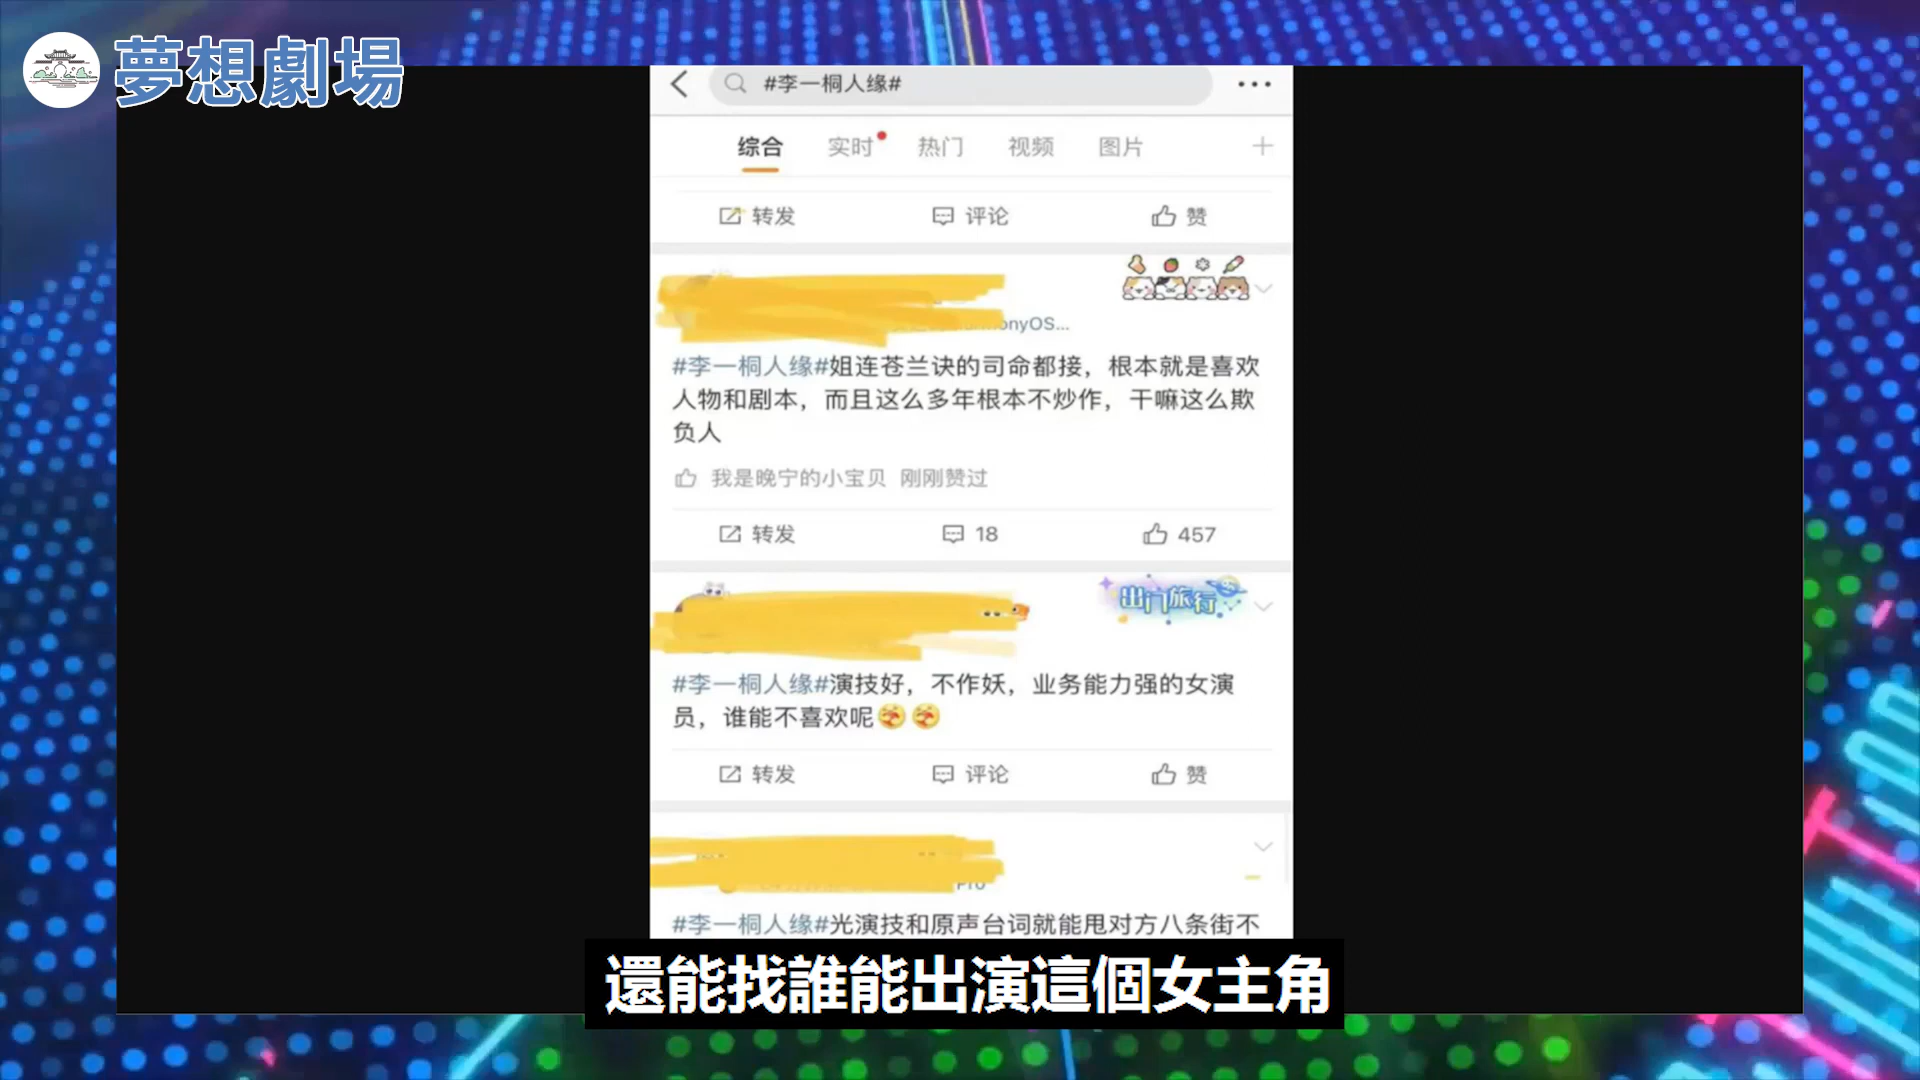 夢想劇場
#李一桐人缘#
综合 实时 热门 视频 图片
转发 评论 赞
onyOS...
#李一桐人缘#姐连苍兰诀的司命都接，根本就是喜欢
人物和剧本，而且这么多年根本不炒作，干嘛这么欺
负人
我是晚宁的小宝贝 刚刚赞过
转发 18 457
出门旅行
#李一桐人缘#演技好，不作妖，业务能力强的女演
员，谁能不喜欢呢
转发 评论 赞
Pro
#李一桐人缘#光演技和原声台词就能甩对方八条街不
還能找誰能出演這個女主角